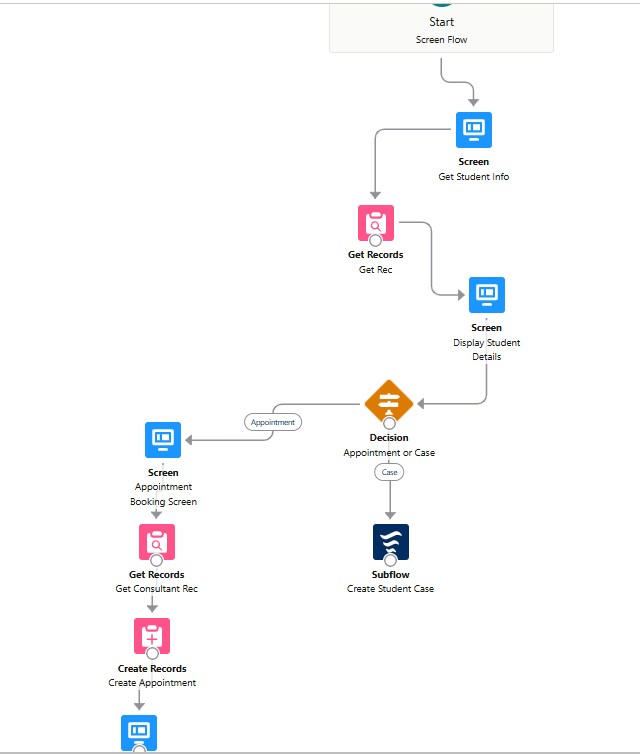 Start
Screen Flow
Screen
Get Student Info
Get Records
Get Rec
Screen
Display Student
Details
Decision
Appointment or Case
Appointment
Case
Screen
Appointment
Booking Screen
Subflow
Create Student Case
Get Records
Get Consultant Rec
Create Records
Create Appointment